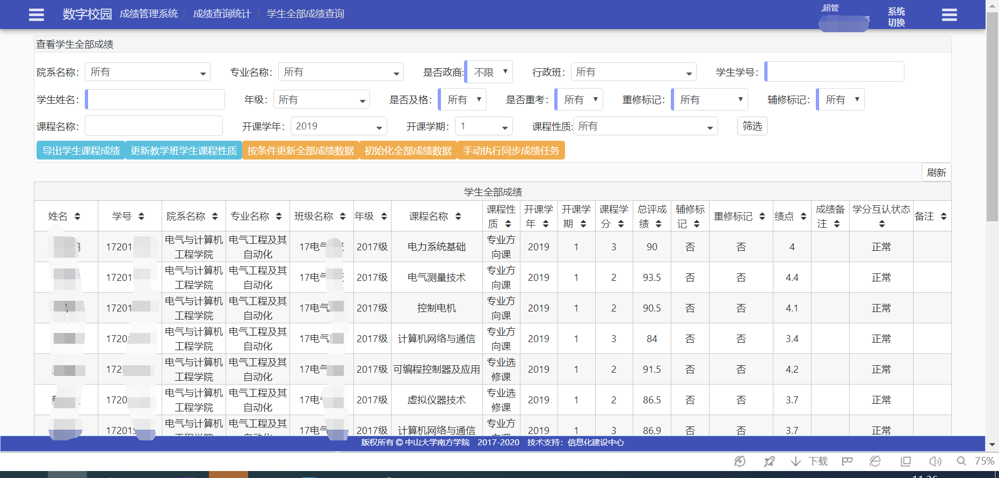 数字校园 成绩管理系统 / 成绩查询统计 / 学生全部成绩查询
,超管
系统
切换
查看学生全部成绩
院系名称： 所有 专业名称： 所有 是否政商: 不限 行政班： 所有 学生学号：
学生姓名： 年级： 所有 是否及格： 所有 是否重考： 所有 重修标记： 所有 辅修标记： 所有
课程名称： 开课学年： 2019 开课学期： 1 课程性质: 所有 筛选
导出学生课程成绩 更新教学班学生课程性质 按条件更新全部成绩数据 初始化全部成绩数据 手动执行同步成绩任务
刷新
学生全部成绩
姓名 学号 院系名称 专业名称 班级名称 年级 课程名称 课程性质 开课学年 开课学期 课程学分 总评成绩 辅修标记 重修标记 绩点 成绩备注 学分互认状态 备注
17201 电气与计算机工程学院 电气工程及其自动化 17电气 2017级 电力系统基础 专业方向课 2019 1 3 90 否 否 4 正常
17201 电气与计算机工程学院 电气工程及其自动化 17电气 2017级 电气测量技术 专业方向课 2019 1 2 93.5 否 否 4.4 正常
17201 电气与计算机工程学院 电气工程及其自动化 17电气 2017级 控制电机 专业方向课 2019 1 2 90.5 否 否 4.1 正常
1720 电气与计算机工程学院 电气工程及其自动化 17电气 2017级 计算机网络与通信 专业方向课 2019 1 3 84 否 否 3.4 正常
172 电气与计算机工程学院 电气工程及其自动化 17电气 2017级 可编程控制器及应用 专业选修课 2019 1 2 91.5 否 否 4.2 正常
1720 电气与计算机工程学院 电气工程及其自动化 17电气 2017级 虚拟仪器技术 专业选修课 2019 1 2 86.5 否 否 3.7 正常
17201 电气与计算机工程学院 电气工程及其自动化 17电气 2017级 计算机网络与通信 专业方向课 2019 1 3 86.9 否 否 3.7 正常
版权所有 © 中山大学南方学院 2017-2020 技术支持：信息化建设中心
下载 75%